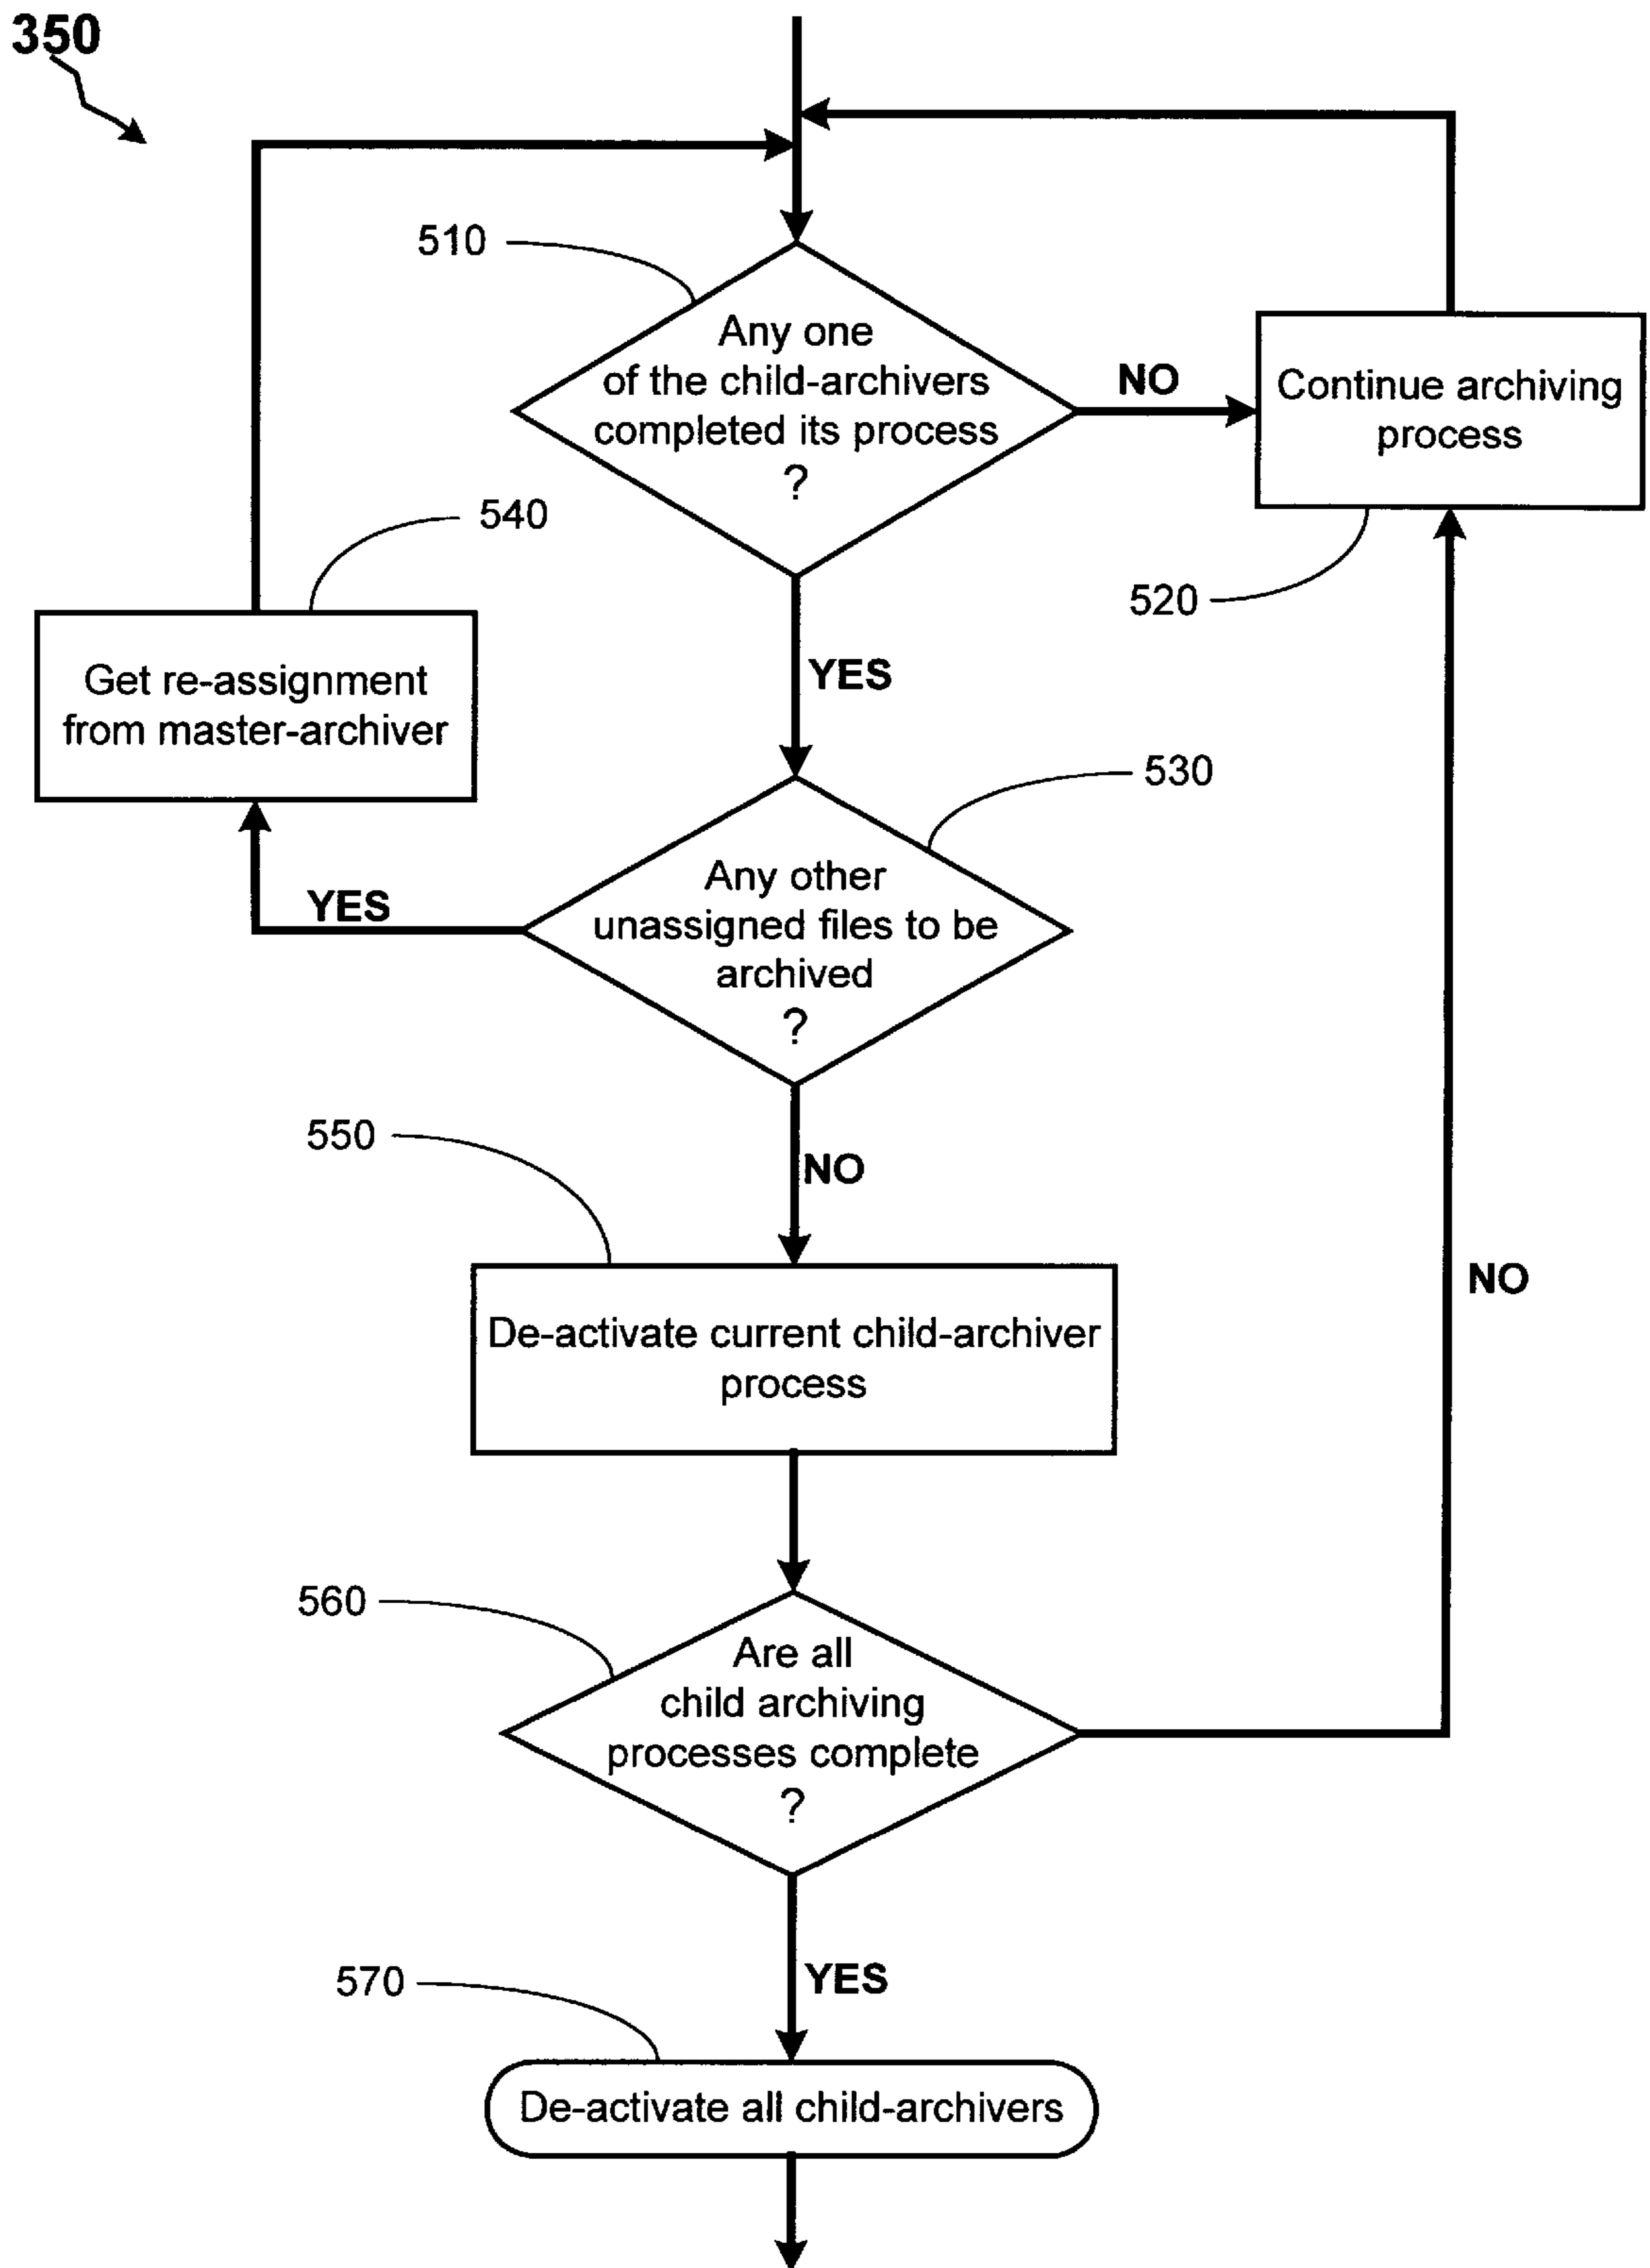 350
510
Any one
of the child-archivers
completed its process
?
NO
Continue archiving
process
520
540
Get re-assignment
from master-archiver
YES
530
Any other
unassigned files to be
archived
?
YES
550
NO
De-activate current child-archiver
process
NO
560
Are all
child archiving
processes complete
?
YES
570
De-activate all child-archivers